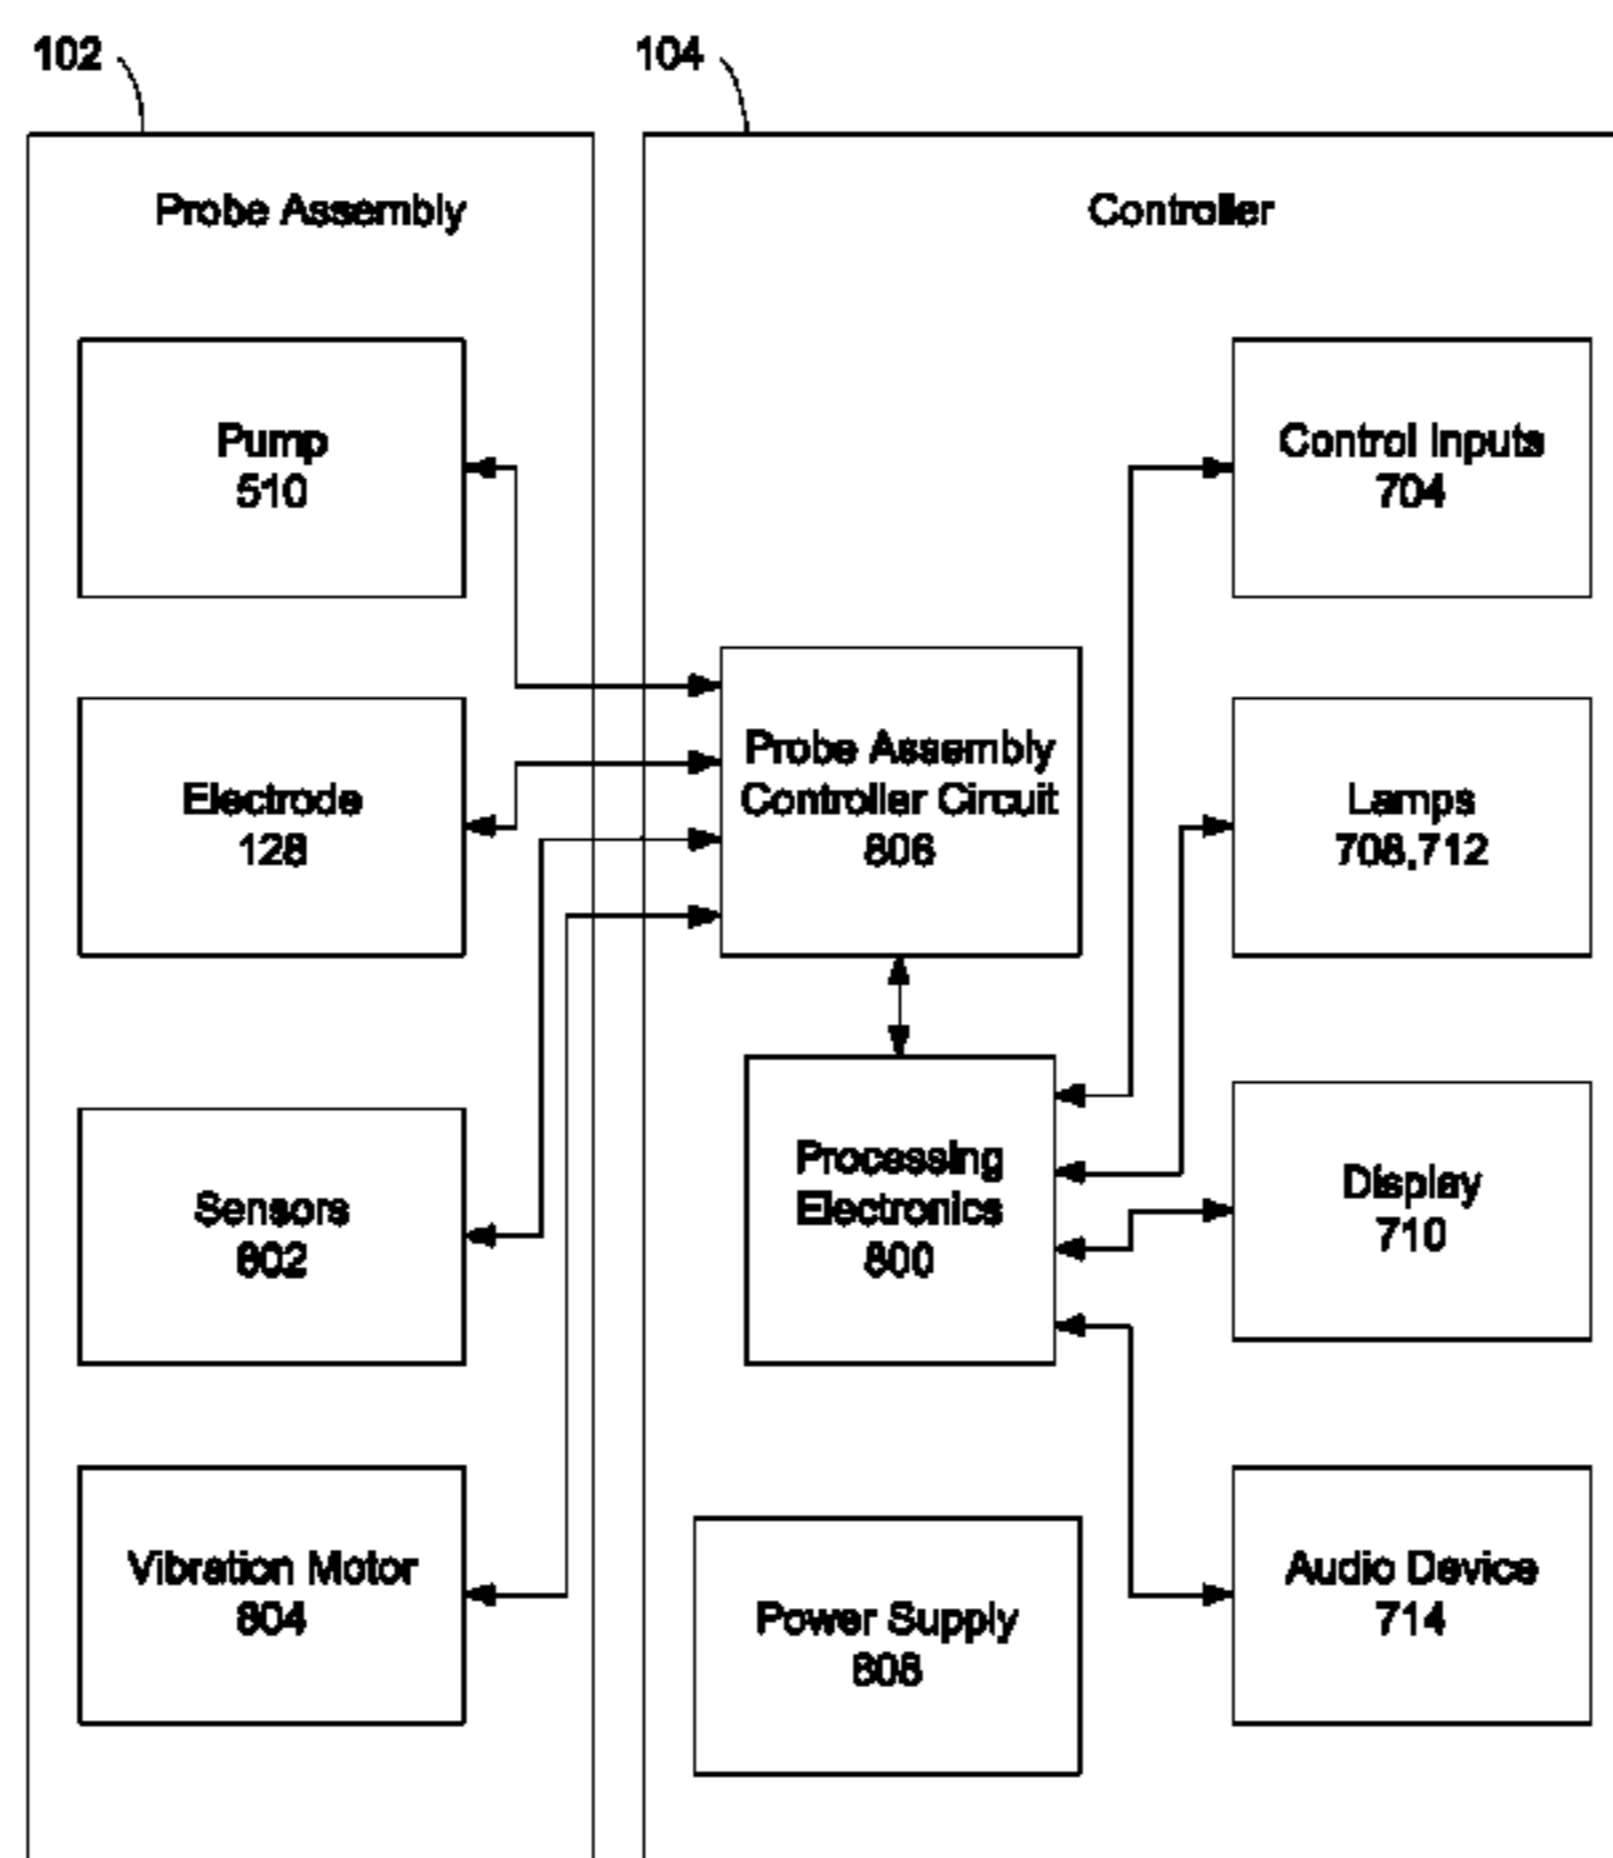 102
104
Probe Assembly
Controller
Pump
510
Control Inputs
704
Electrode
128
Probe Assembly
Controller Circuit
806
Lamps
708,712
Sensors
802
Processing
Electronics
800
Display
710
Vibration Motor
804
Power Supply
808
Audio Device
714